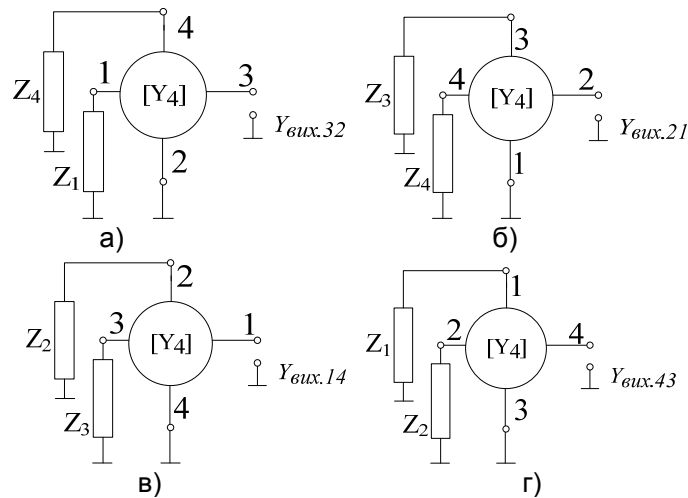 4
1
3
Z₄
[Y₄]
Yвих.32
2
Z₁
а)
3
4
2
Z₃
[Y₄]
Yвих.21
1
Z₄
б)
2
3
1
Z₂
[Y₄]
Yвих.14
4
Z₃
в)
1
2
4
Z₁
[Y₄]
Yвих.43
3
Z₂
г)